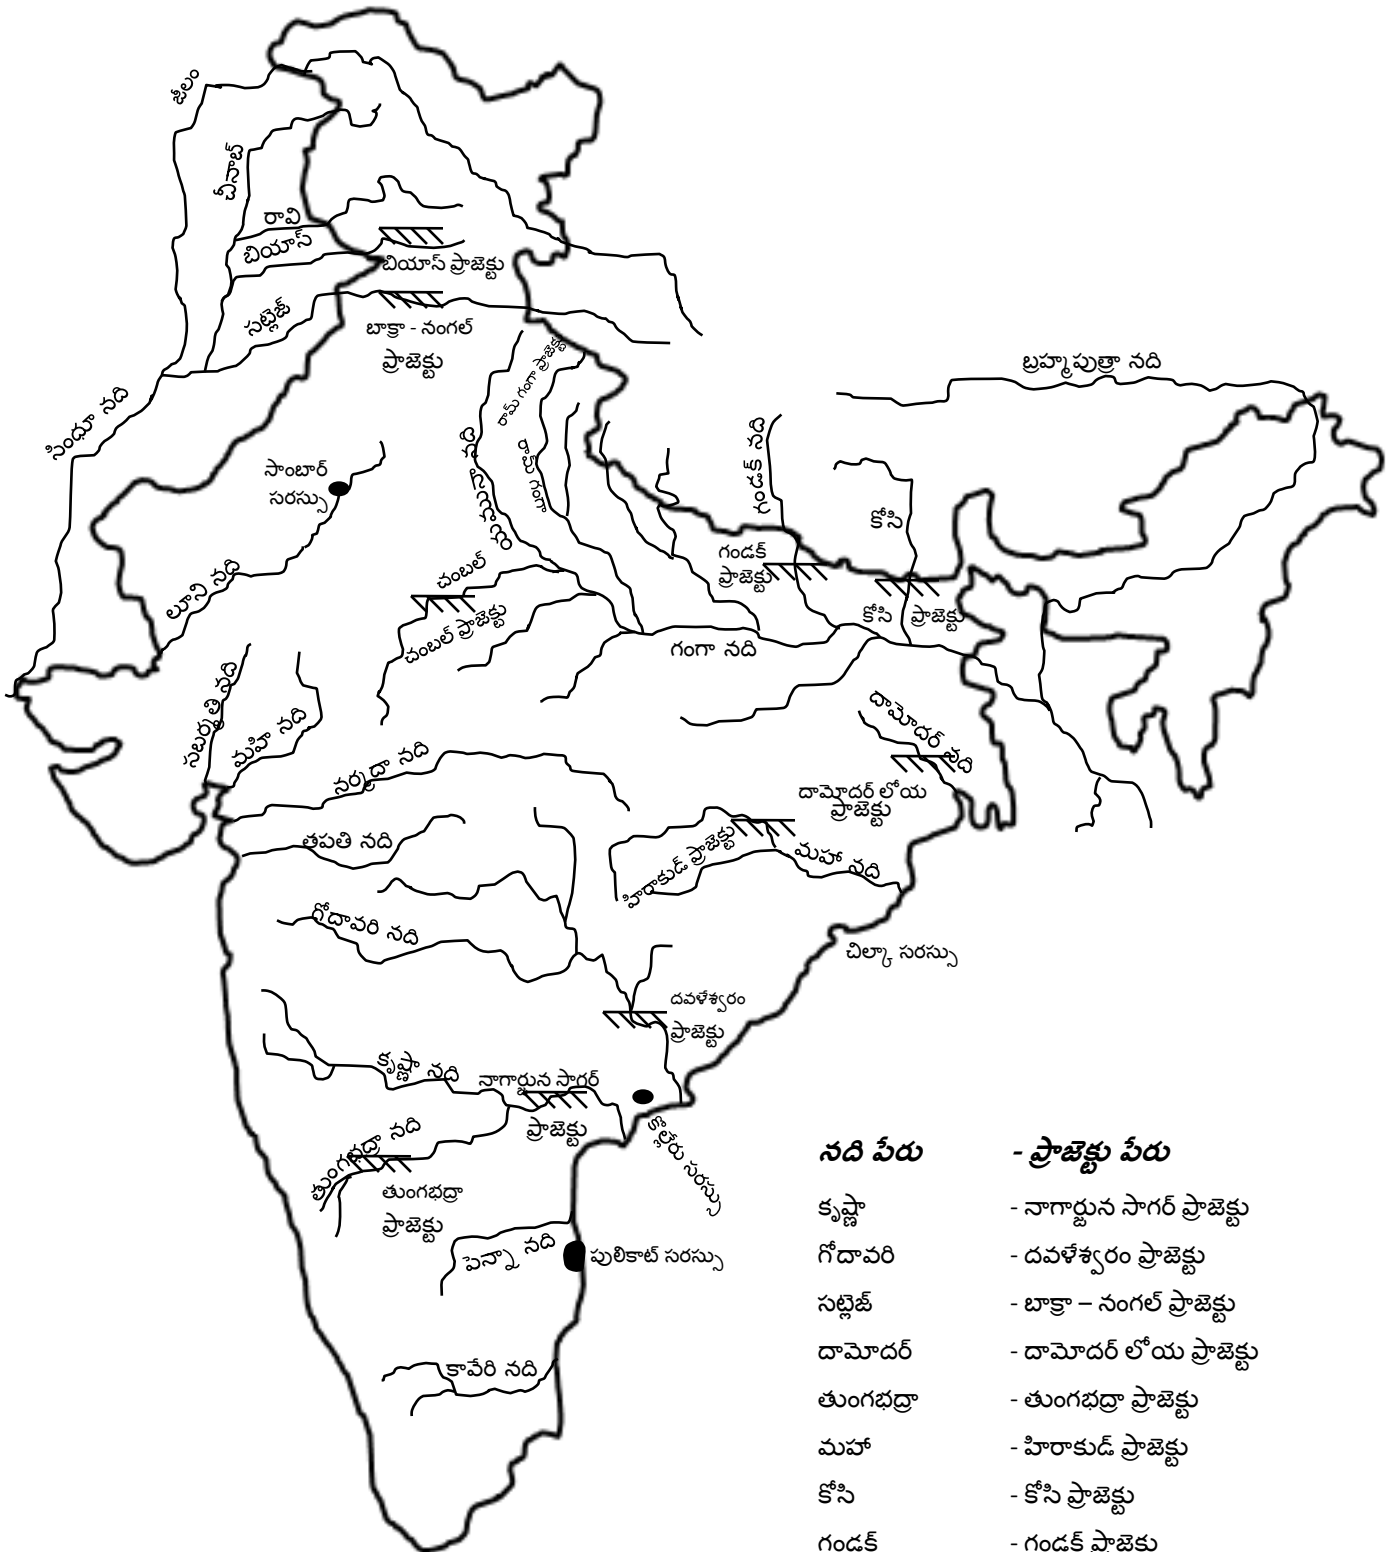 జీలం
చీనాబ్
రావి
బియాస్
బియాస్ ప్రాజెక్టు
సట్లెజ్
బాక్రా - నంగల్
ప్రాజెక్టు
రామ్ గంగా ప్రాజెక్టు
బ్రహ్మపుత్రా నది
సింధూ నది
యమునా నది
రామ్ గంగా
గండక్ నది
సాంబార్
సరస్సు
కోసి
గండక్
ప్రాజెక్టు
చంబల్
లూని నది
చంబల్ ప్రాజెక్టు
కోసి ప్రాజెక్టు
గంగా నది
సబర్మతి నది
మహి నది
దామోదర్ నది
నర్మదా నది
దామోదర్ లోయ
ప్రాజెక్టు
తపతి నది
హిరాకుడ్ ప్రాజెక్టు
మహా నది
గోదావరి నది
చిల్కా సరస్సు
దవళేశ్వరం
ప్రాజెక్టు
కృష్ణా నది
నాగార్జున సాగర్
ప్రాజెక్టు
కొల్లేరు సరస్సు
తుంగభద్రా నది
తుంగభద్రా
ప్రాజెక్టు
పెన్నా నది
పులికాట్ సరస్సు
కావేరి నది
నది పేరు - ప్రాజెక్టు పేరు
కృష్ణా - నాగార్జున సాగర్ ప్రాజెక్టు
గోదావరి - దవళేశ్వరం ప్రాజెక్టు
సట్లెజ్ - బాక్రా – నంగల్ ప్రాజెక్టు
దామోదర్ - దామోదర్ లోయ ప్రాజెక్టు
తుంగభద్రా - తుంగభద్రా ప్రాజెక్టు
మహా - హిరాకుడ్ ప్రాజెక్టు
కోసి - కోసి ప్రాజెక్టు
గండక్ - గండక్ ప్రాజెక్టు